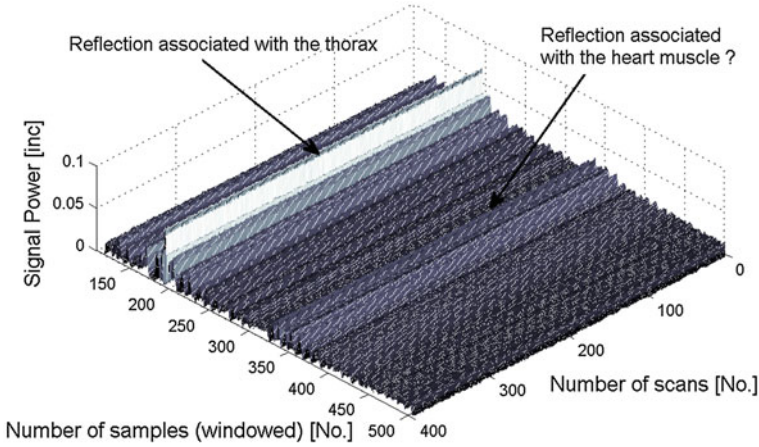 Reflection associated with the thorax
Reflection associated
with the heart muscle ?
Signal Power [inc]
0.1
0.05
0
150
200
250
300
350
400
450
500
Number of samples (windowed) [No.]
0
100
200
300
400
Number of scans [No.]